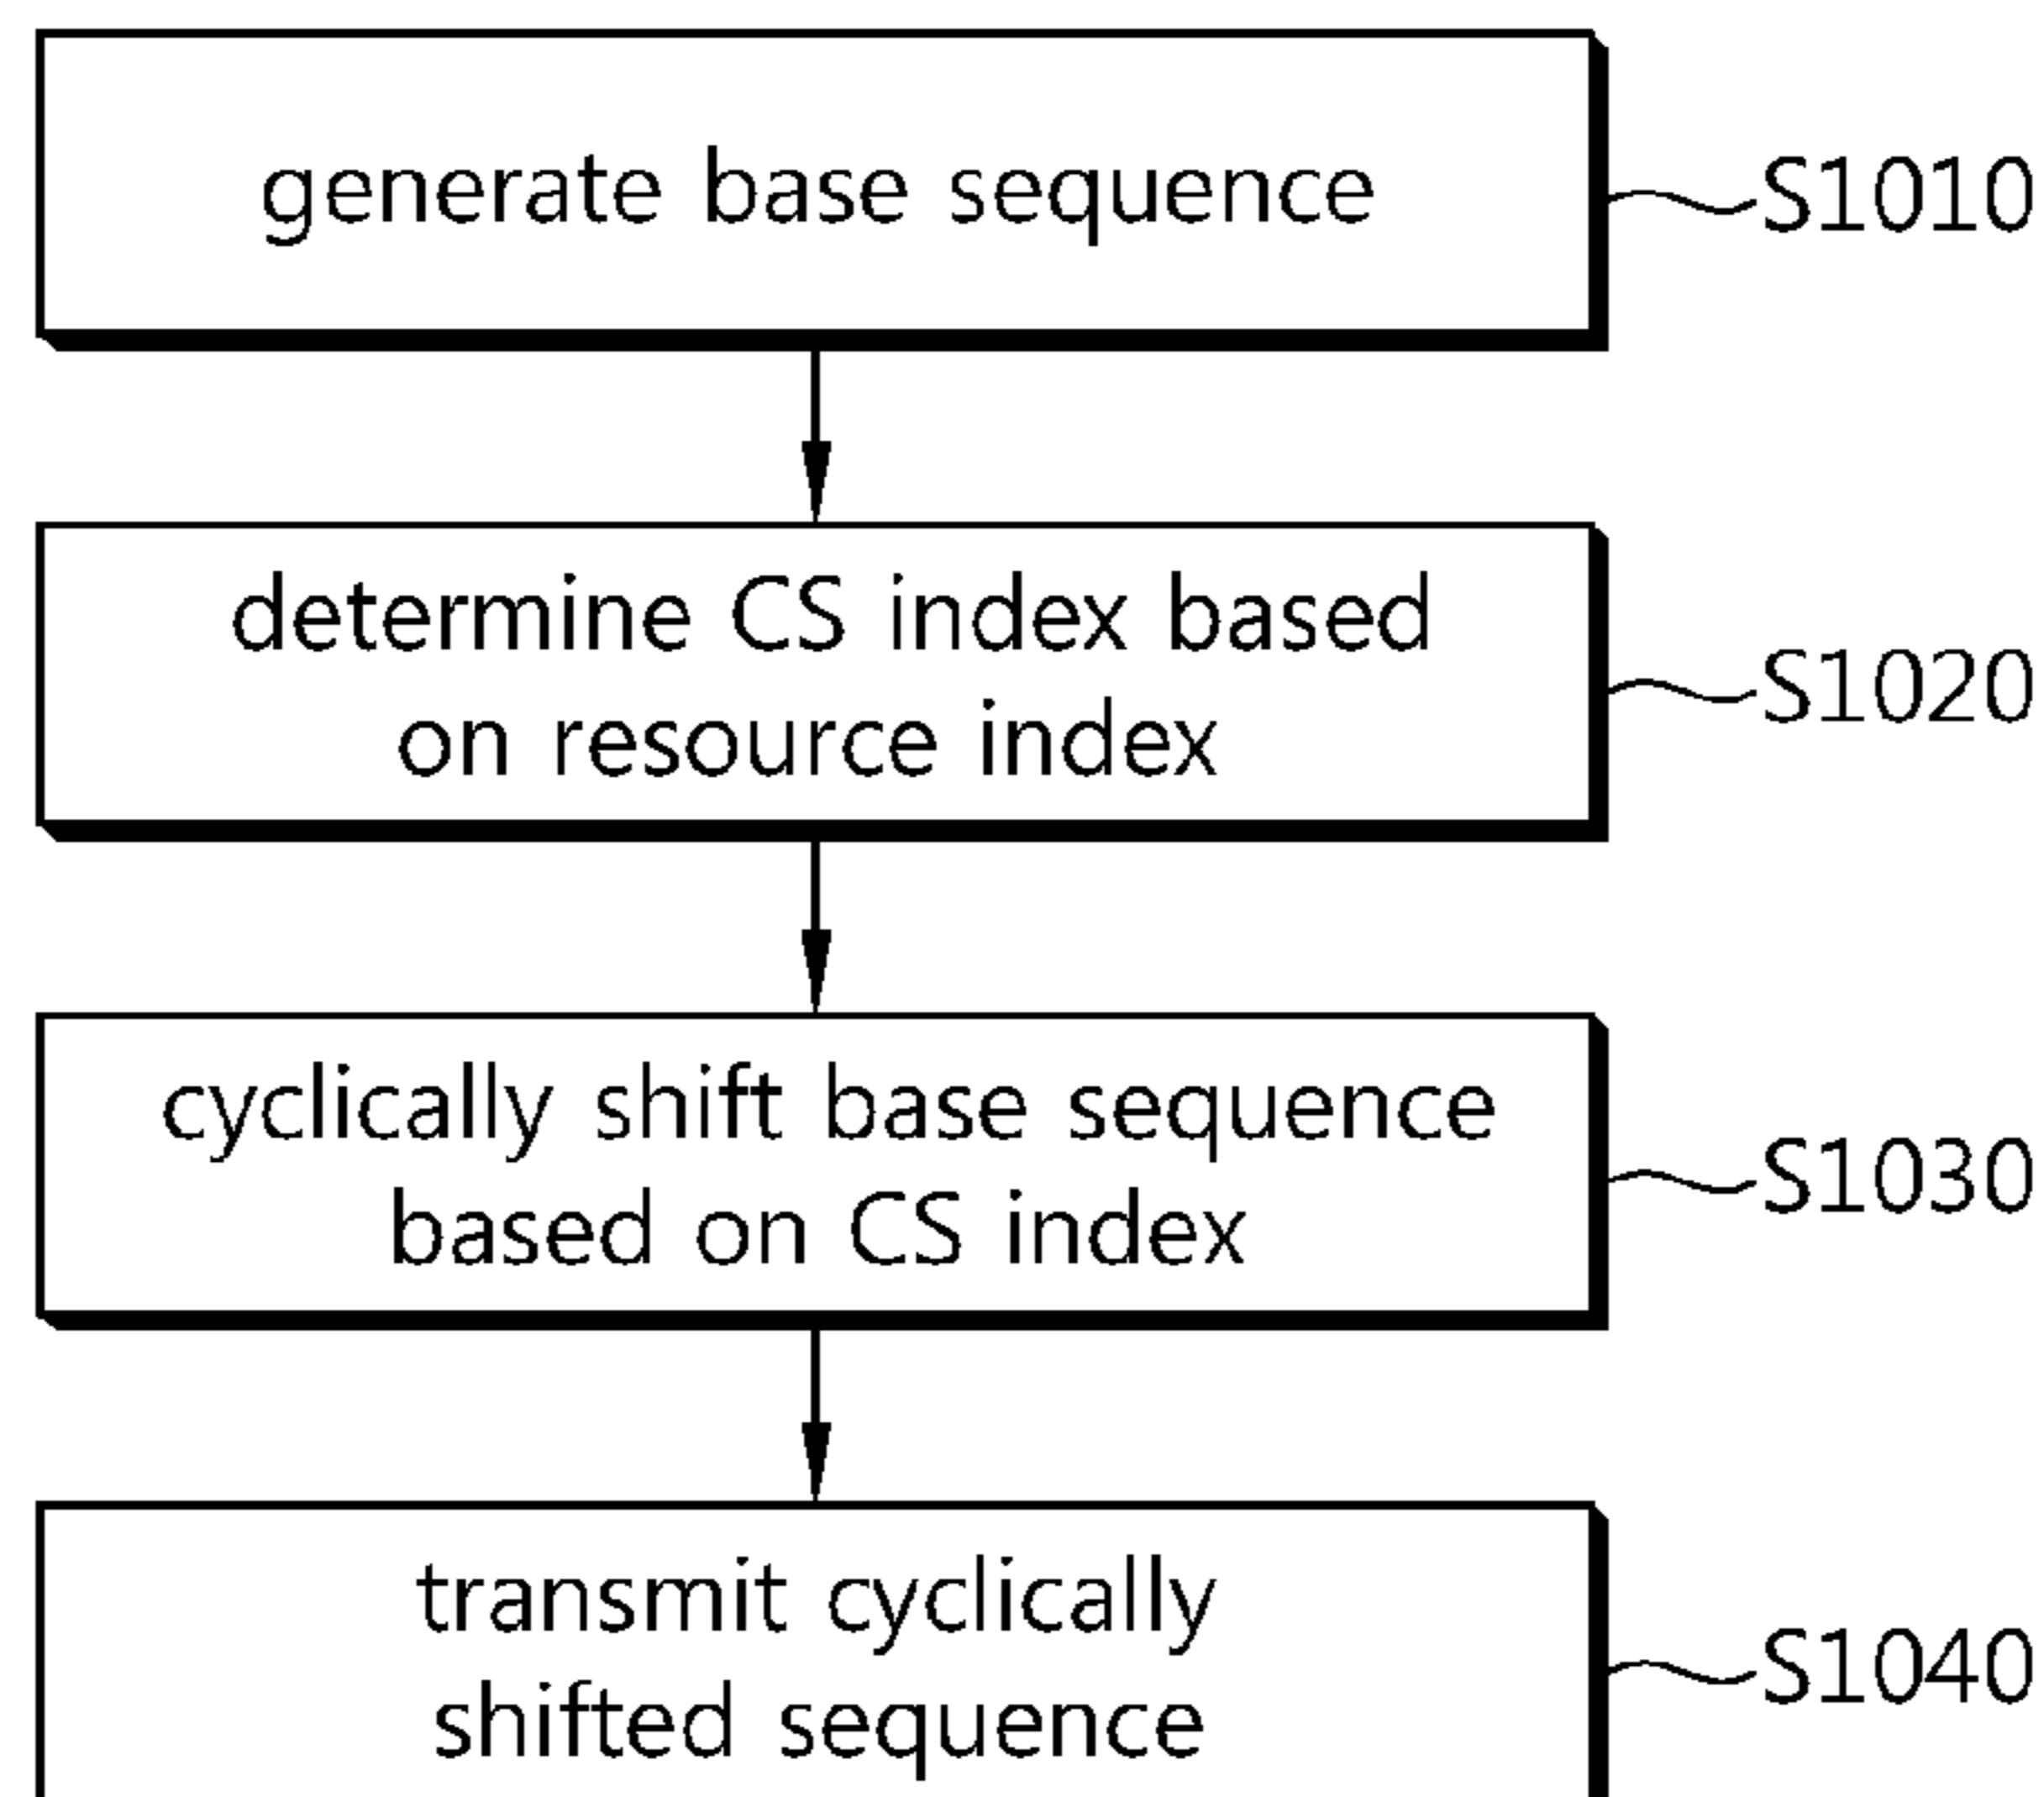 generate base sequence
S1010
determine CS index based
on resource index
S1020
cyclically shift base sequence
based on CS index
S1030
transmit cyclically
shifted sequence
S1040